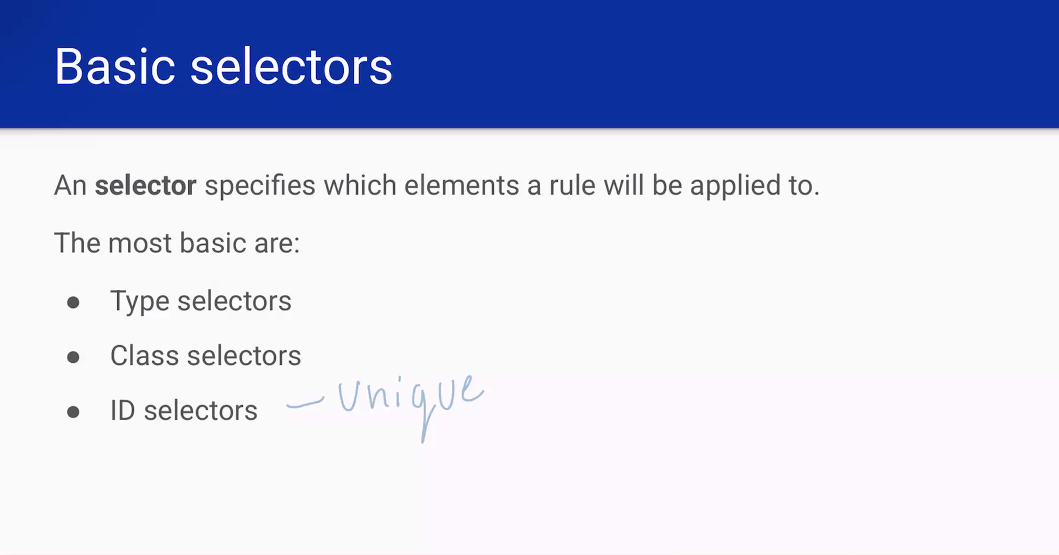 Basic selectors
An selector specifies which elements a rule will be applied to.
The most basic are:
● Type selectors
● Class selectors
● ID selectors — unique